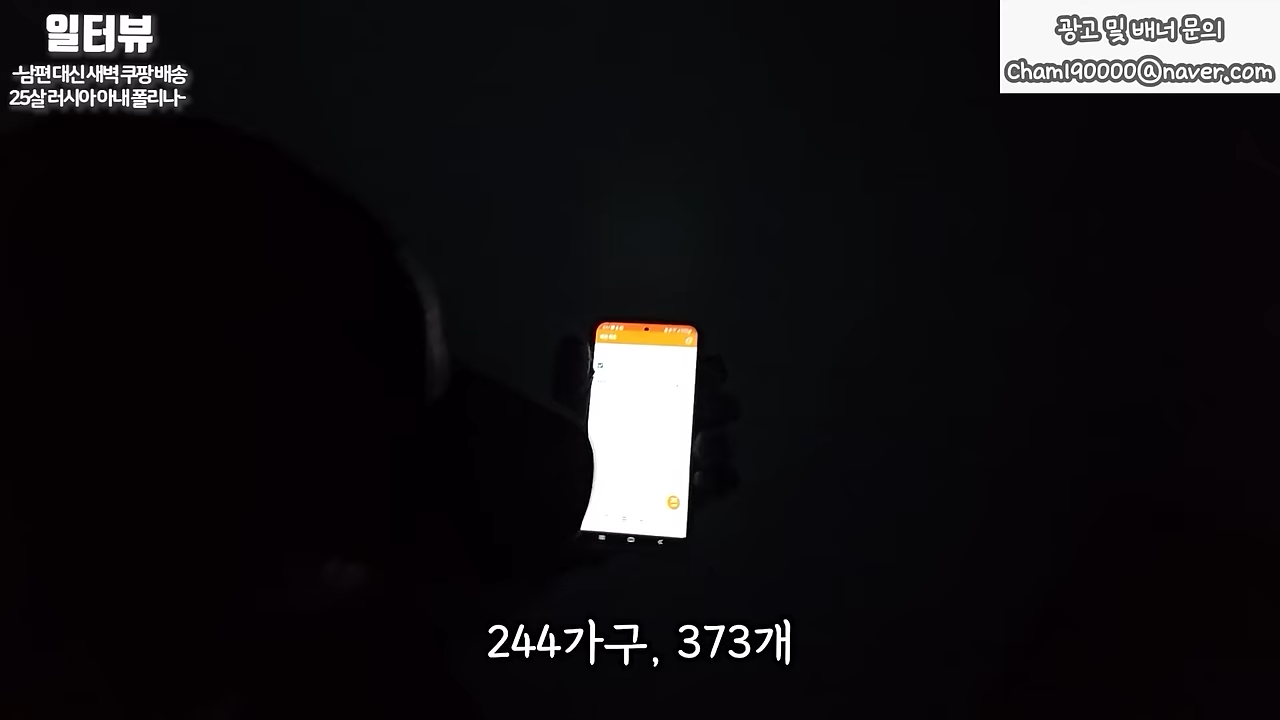 일터뷰
-남편 대신 새벽 쿠팡 배송
25살 러시아 아내 폴리나-
광고 및 배너 문의
Cham190000@naver.com
244가구, 373개